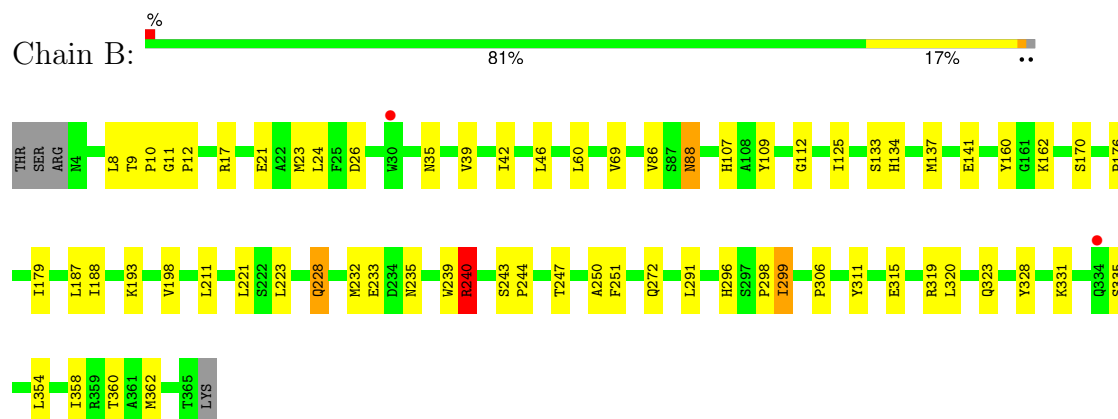 %
Chain B:
81% 17% ••
THR SER ARG N4 L8 T9 P10 G11 P12 R17 E21 A22 M23 L24 F25 D26 W30 N35 V39 I42 L46 L60 V69 V86 S87 N88 H107 A108 Y109 G112 I125 S133 H134 M137 E141 Y160 G161 K162 S170
I179 L187 I188 K193 V198 L211 L221 S222 L223 Q228 M232 E233 D234 N235 W239 R240 S243 P244 T247 A250 F251 Q272 L291 H296 S297 P298 I299 P306 Y311 E315 R319 L320 Q323 Y328 K331 Q334
L354 I358 R359 T360 A361 M362 T365 LYS